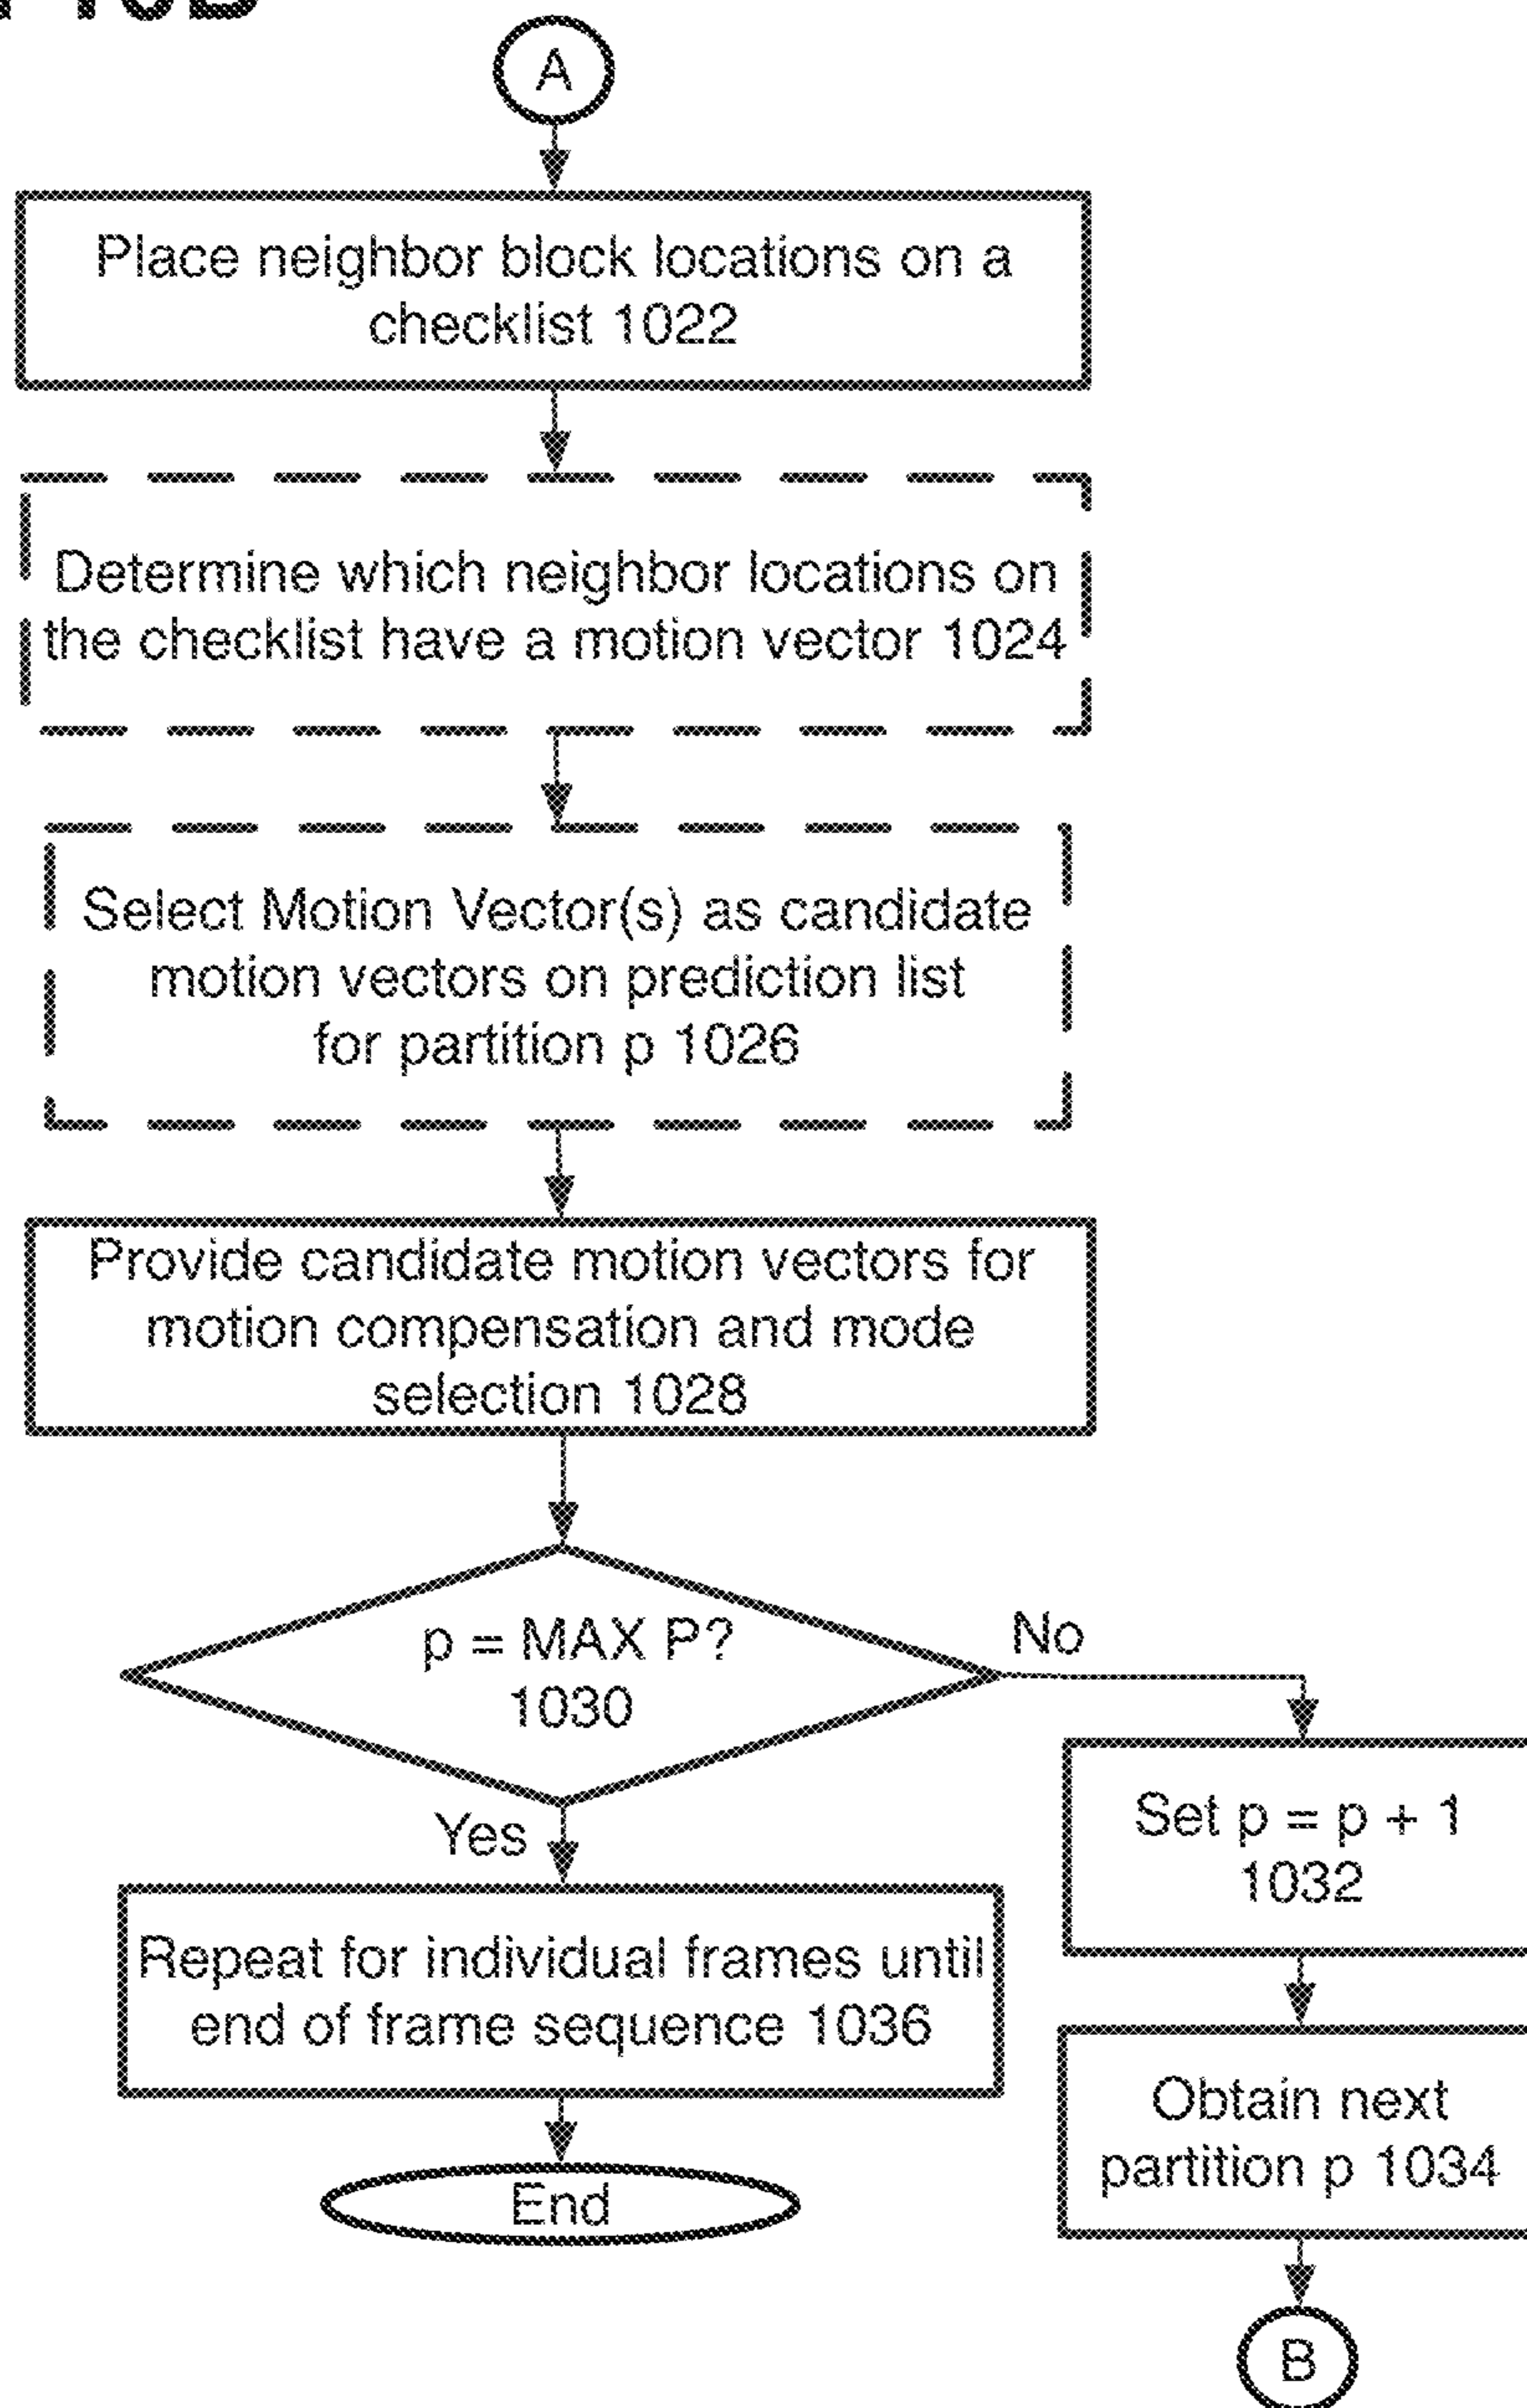 A
Place neighbor block locations on a
checklist 1022
Determine which neighbor locations on
the checklist have a motion vector 1024
Select Motion Vector(s) as candidate
motion vectors on prediction list
for partition p 1026
Provide candidate motion vectors for
motion compensation and mode
selection 1028
p = MAX P?
1030
No
Yes
Set p = p + 1
1032
Repeat for individual frames until
end of frame sequence 1036
Obtain next
partition p 1034
End
B